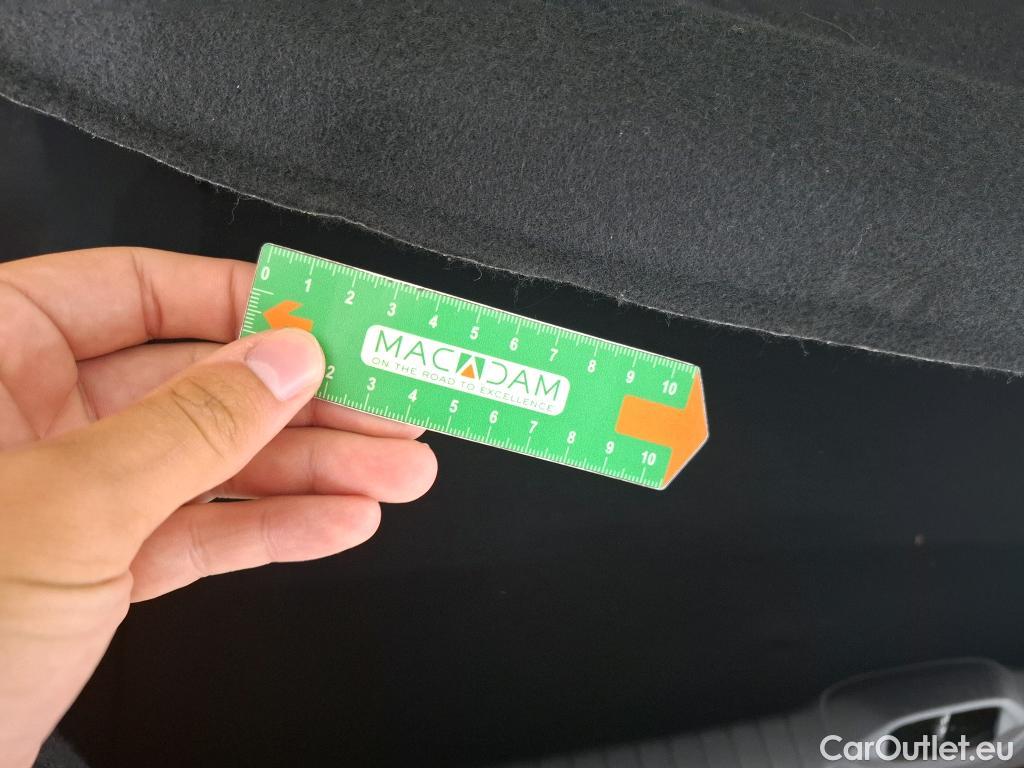 0 1 2 3 4 5 6 7 8 9 10
MACADAM
ON THE ROAD TO EXCELLENCE
2 3 4 5 6 7 8 9 10
CarOutlet.eu